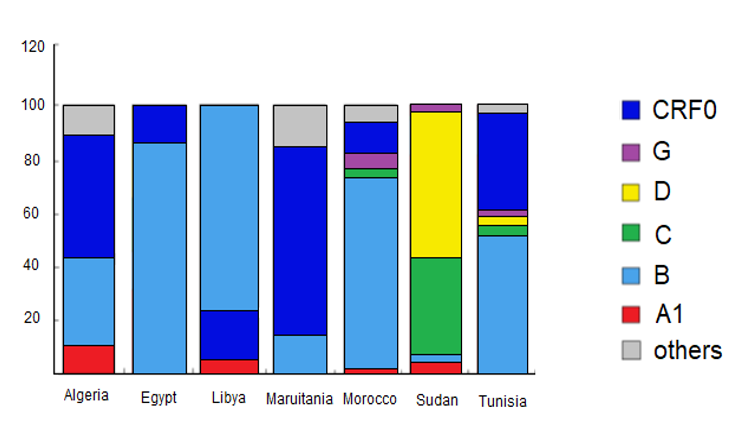 120
100
80
60
40
20
Algeria
Egypt
Libya
Maruitania
Morocco
Sudan
Tunisia
CRF0
G
D
C
B
A1
others